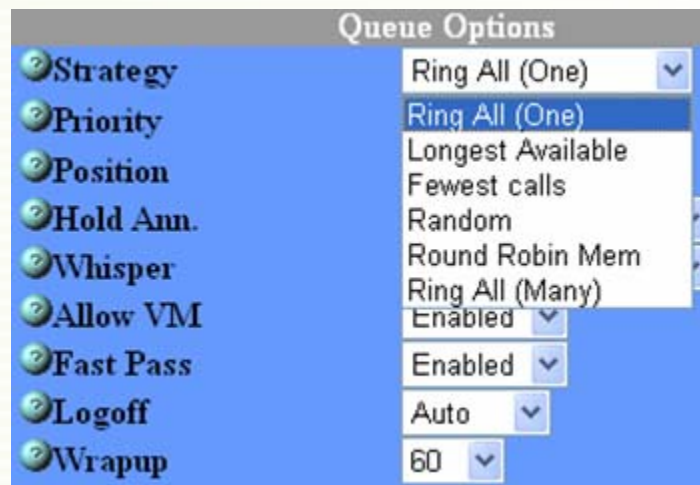 Queue Options
Strategy Ring All (One)
Priority Ring All (One)
Longest Available
Position Fewest calls
Hold Ann. Random
Whisper Round Robin Mem
Ring All (Many)
Allow VM Enabled
Fast Pass Enabled
Logoff Auto
Wrapup 60